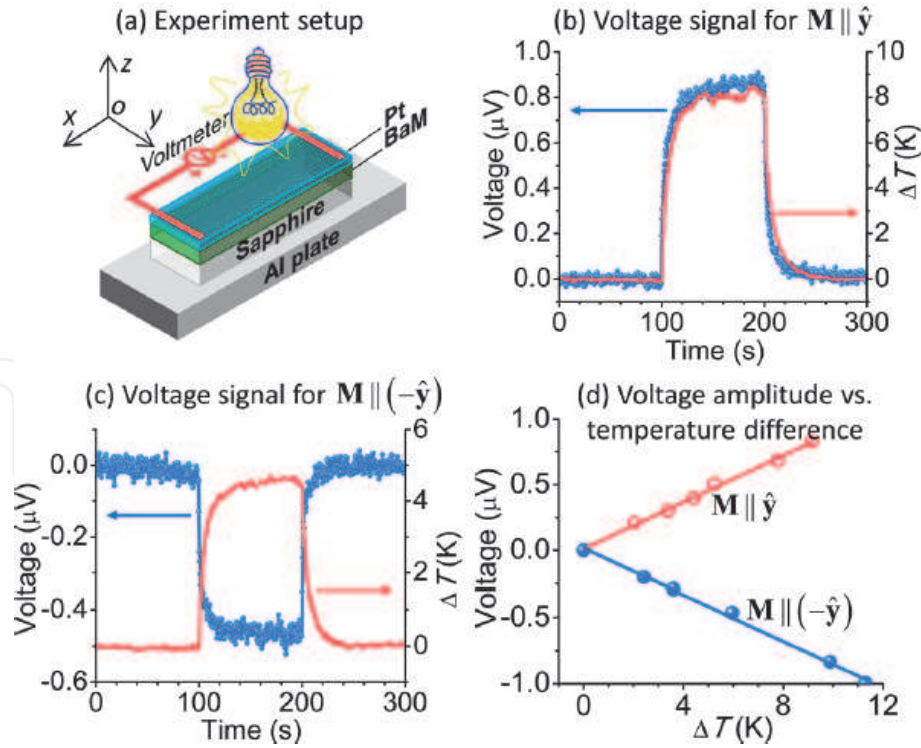 (a) Experiment setup
z
x
o
y
Voltmeter
Pt
BaM
Sapphire
Al plate
(b) Voltage signal for M ∥ ŷ
Voltage (μV)
1.0
0.8
0.6
0.4
0.2
0.0
ΔT(K)
10
8
6
4
2
0
0 100 200 300
Time (s)
(c) Voltage signal for M ∥ (−ŷ)
Voltage (μV)
0.0
-0.2
-0.4
-0.6
ΔT(K)
6
4
2
0
0 100 200 300
Time (s)
(d) Voltage amplitude vs.
temperature difference
Voltage (μV)
1.0
0.5
0.0
-0.5
-1.0
M ∥ ŷ
M ∥ (−ŷ)
0 4 8 12
ΔT(K)